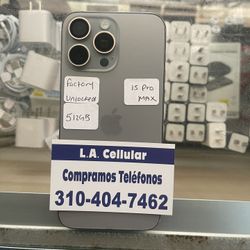 Factory
Unlocked
512GB
15 Pro
MAX
L.A. Cellular
Compramos Teléfonos
310-404-7462